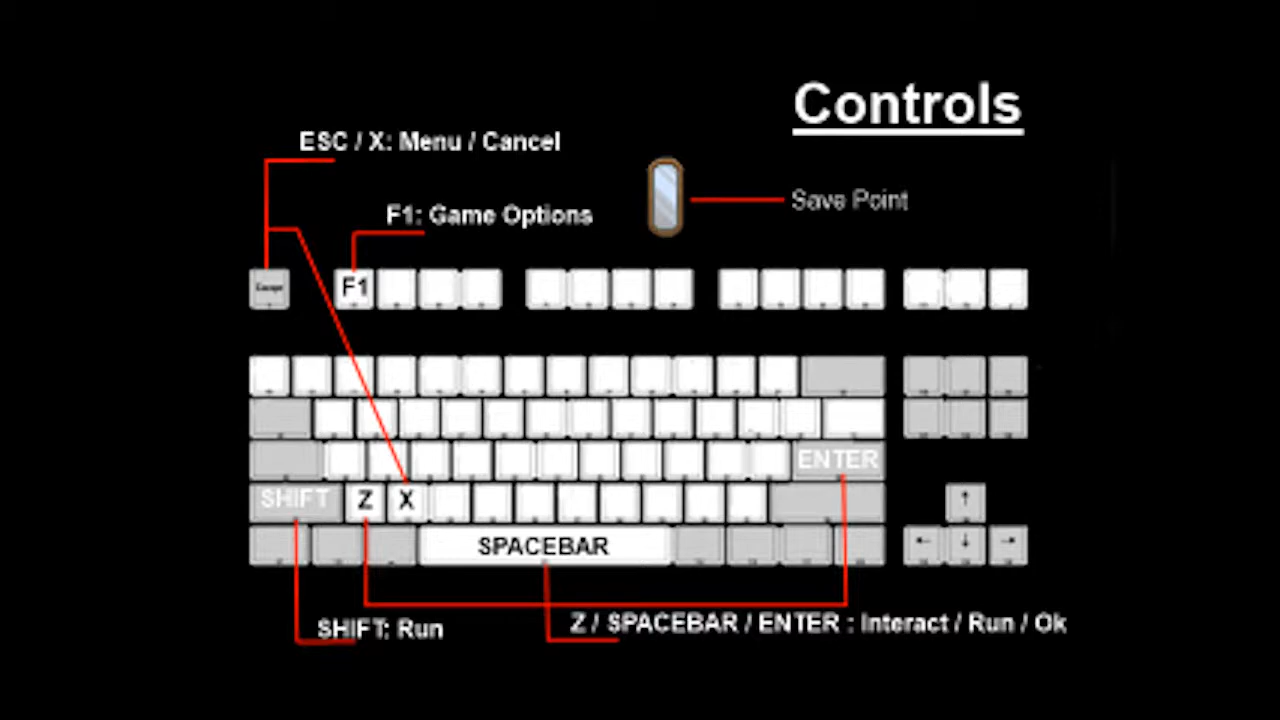 Controls
ESC / X: Menu / Cancel
Save Point
F1: Game Options
Escape
F1
ENTER
SHIFT
Z
X
↑
SPACEBAR
←
↓
→
Z / SPACEBAR / ENTER : Interact / Run / Ok
SHIFT: Run